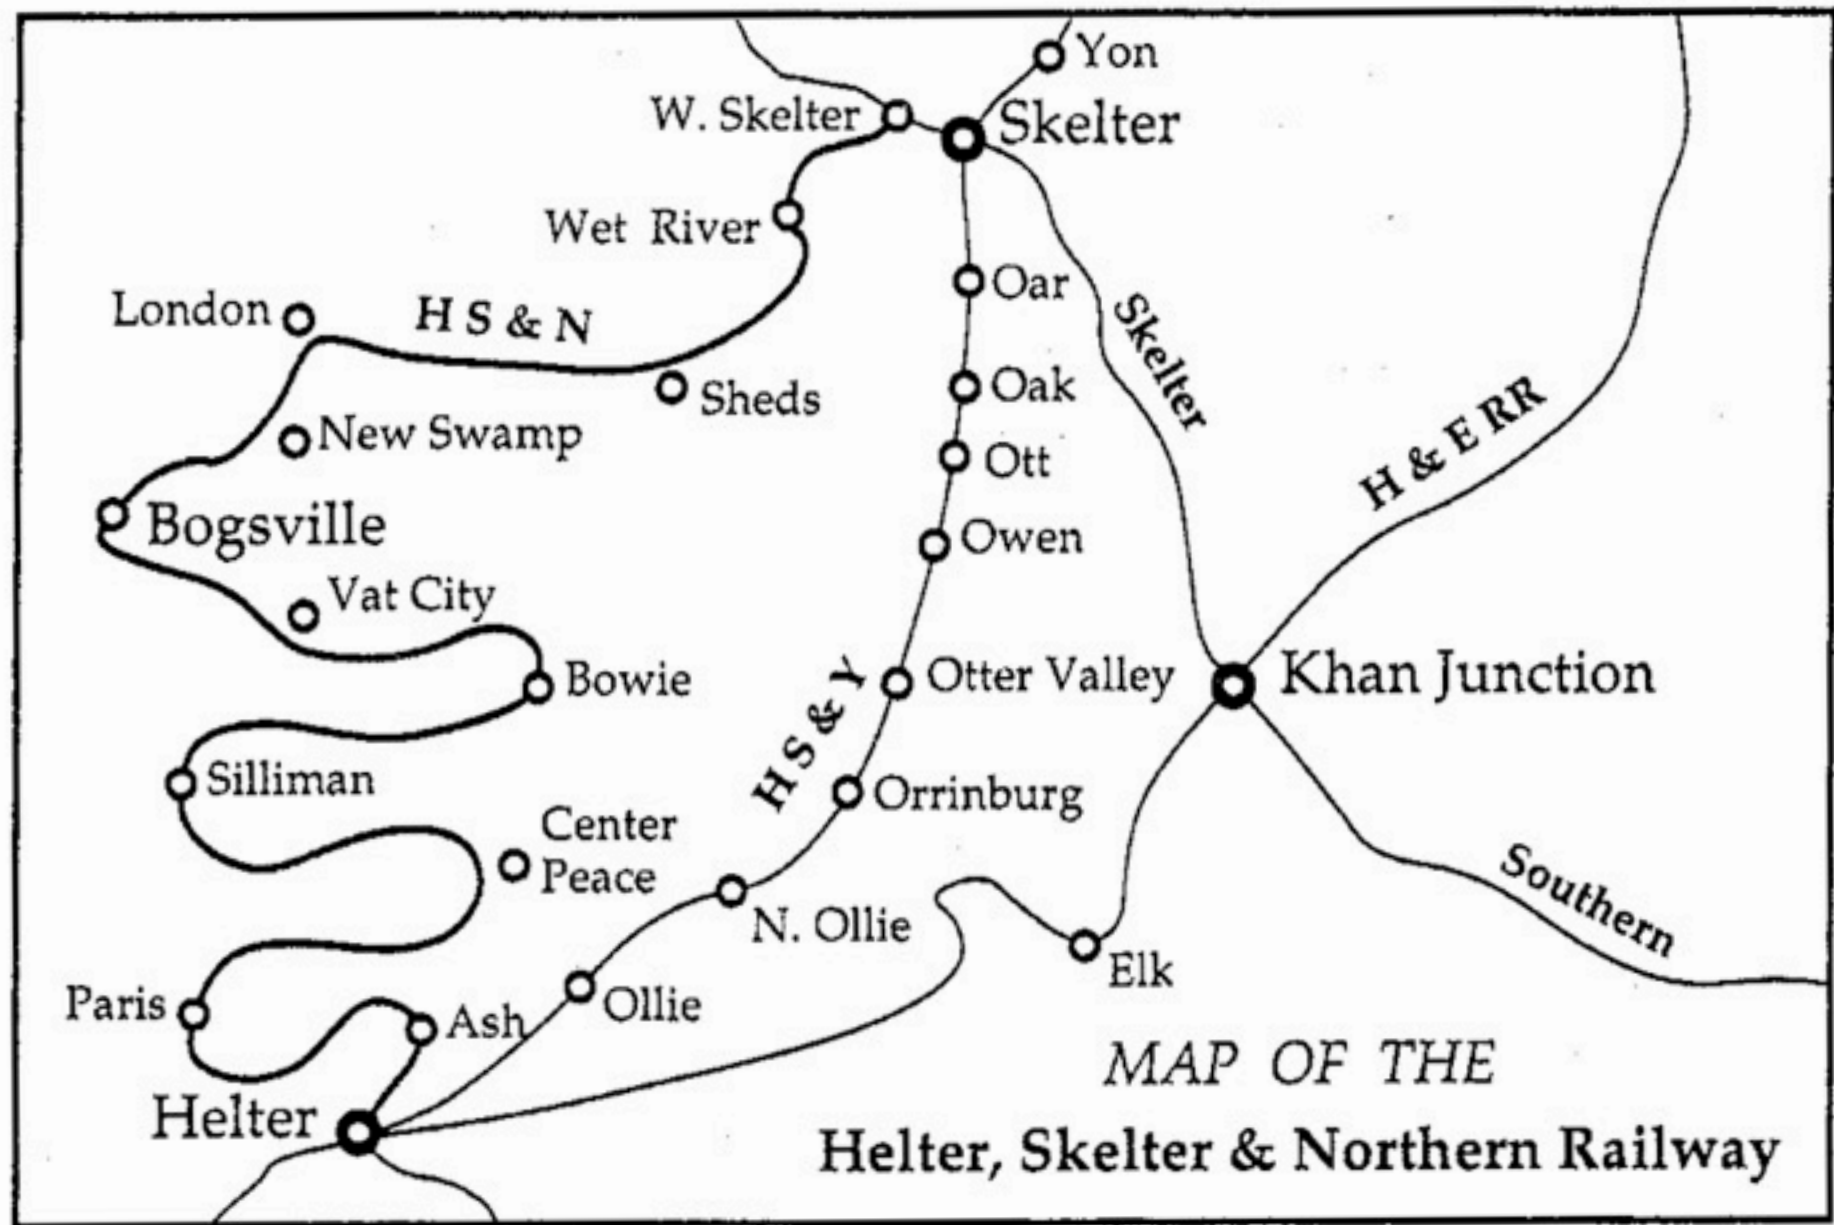 Yon
W. Skelter
Skelter
Wet River
Oar
London
H S & N
Skelter
Oak
Sheds
H & E RR
New Swamp
Ott
Bogsville
Owen
Vat City
Bowie
Otter Valley
Khan Junction
H S & Y
Silliman
Orrinburg
Center
Peace
Southern
N. Ollie
Elk
Paris
Ollie
Ash
MAP OF THE
Helter
Helter, Skelter & Northern Railway